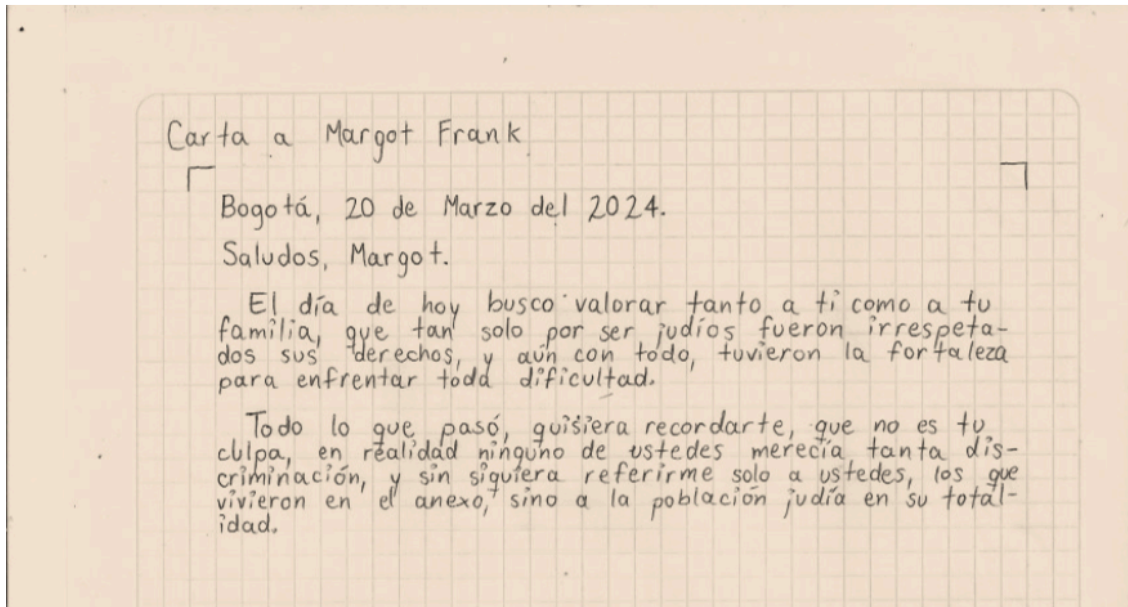 Carta a Margot Frank
Bogotá, 20 de Marzo del 2024.
Saludos, Margot.
El día de hoy busco valorar tanto a ti como a tu
familia, que tan solo por ser judíos fueron irrespeta-
dos sus derechos, y aún con todo, tuvieron la fortaleza
para enfrentar toda dificultad.
Todo lo que pasó, quisiera recordarte, que no es tu
culpa, en realidad ninguno de ustedes merecía tanta dis-
criminación, y sin siquiera referirme solo a ustedes, los que
vivieron en el anexo, sino a la población judía en su total-
idad.